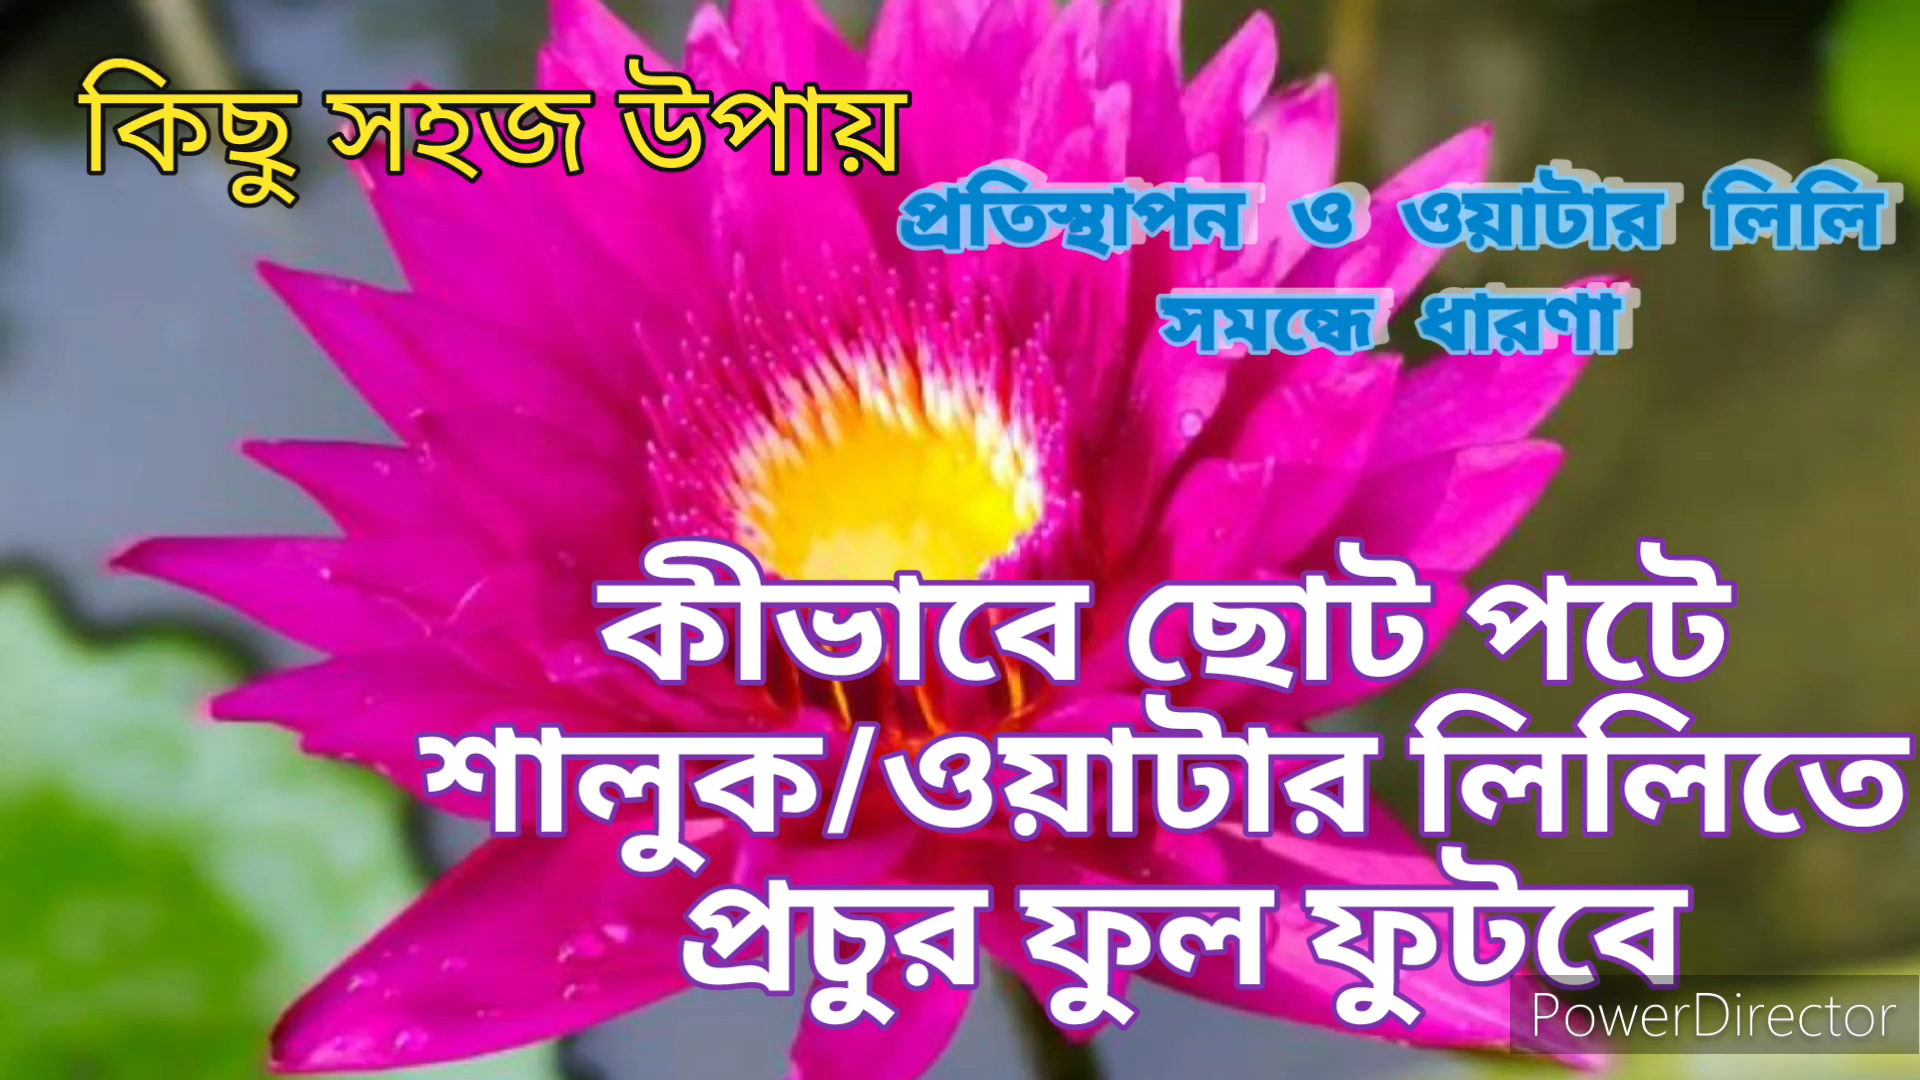 কিছু সহজ উপায়
প্রতিস্থাপন ও ওয়াটার লিলি
সমন্ধে ধারণা
কীভাবে ছোট পটে
শালুক/ওয়াটার লিলিতে
প্রচুর ফুল ফুটবে
PowerDirector